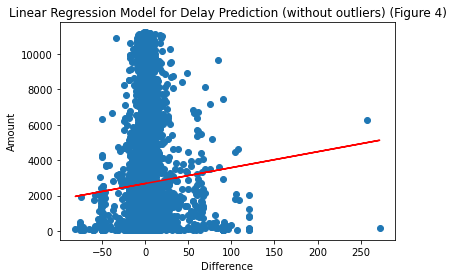 Linear Regression Model for Delay Prediction (without outliers) (Figure 4)
Amount
10000
8000
6000
4000
2000
0
−50 0 50 100 150 200 250
Difference